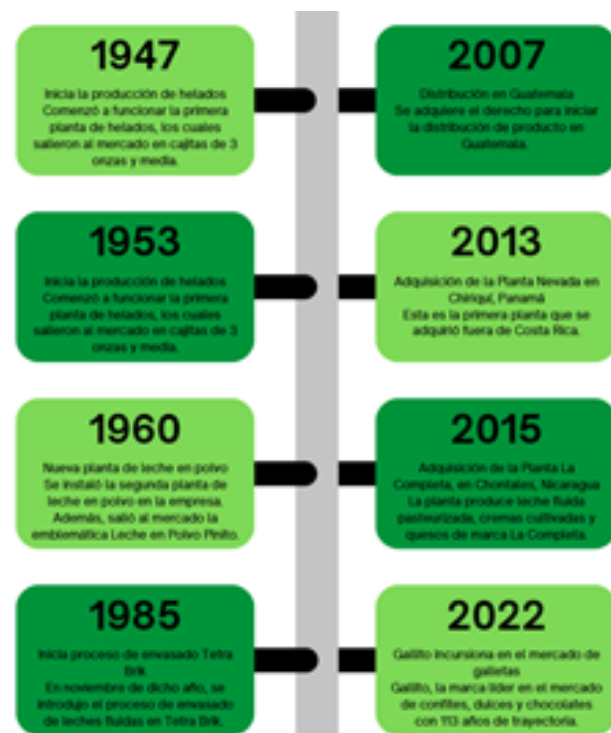 1947
Inicia la producción de helados
Comenzó a funcionar la primera
planta de helados, los cuales
salieron al mercado en cajitas de 3
onzas y media.
1953
Inicia la producción de helados
Comenzó a funcionar la primera
planta de helados, los cuales
salieron al mercado en cajitas de 3
onzas y media.
1960
Nueva planta de leche en polvo
Se instaló la segunda planta de
leche en polvo en la empresa.
Además, salió al mercado la
emblemática Leche en Polvo Pinito.
1985
Inicia proceso de envasado Tetra
Brik
En noviembre de dicho año, se
introdujo el proceso de envasado
de leches fluidas en Tetra Brik.
2007
Distribución en Guatemala
Se adquiere el derecho para iniciar
la distribución de producto en
Guatemala.
2013
Adquisición de la Planta Nevada en
Chiriquí, Panamá
Esta es la primera planta que se
adquirió fuera de Costa Rica.
2015
Adquisición de la Planta La
Completa, en Chontales, Nicaragua
La planta produce leche fluida
pasteurizada, cremas cultivadas y
quesos de marca La Completa.
2022
Gallito incursiona en el mercado de
galletas
Gallito, la marca líder en el mercado
de confites, dulces y chocolates
con 113 años de trayectoria.